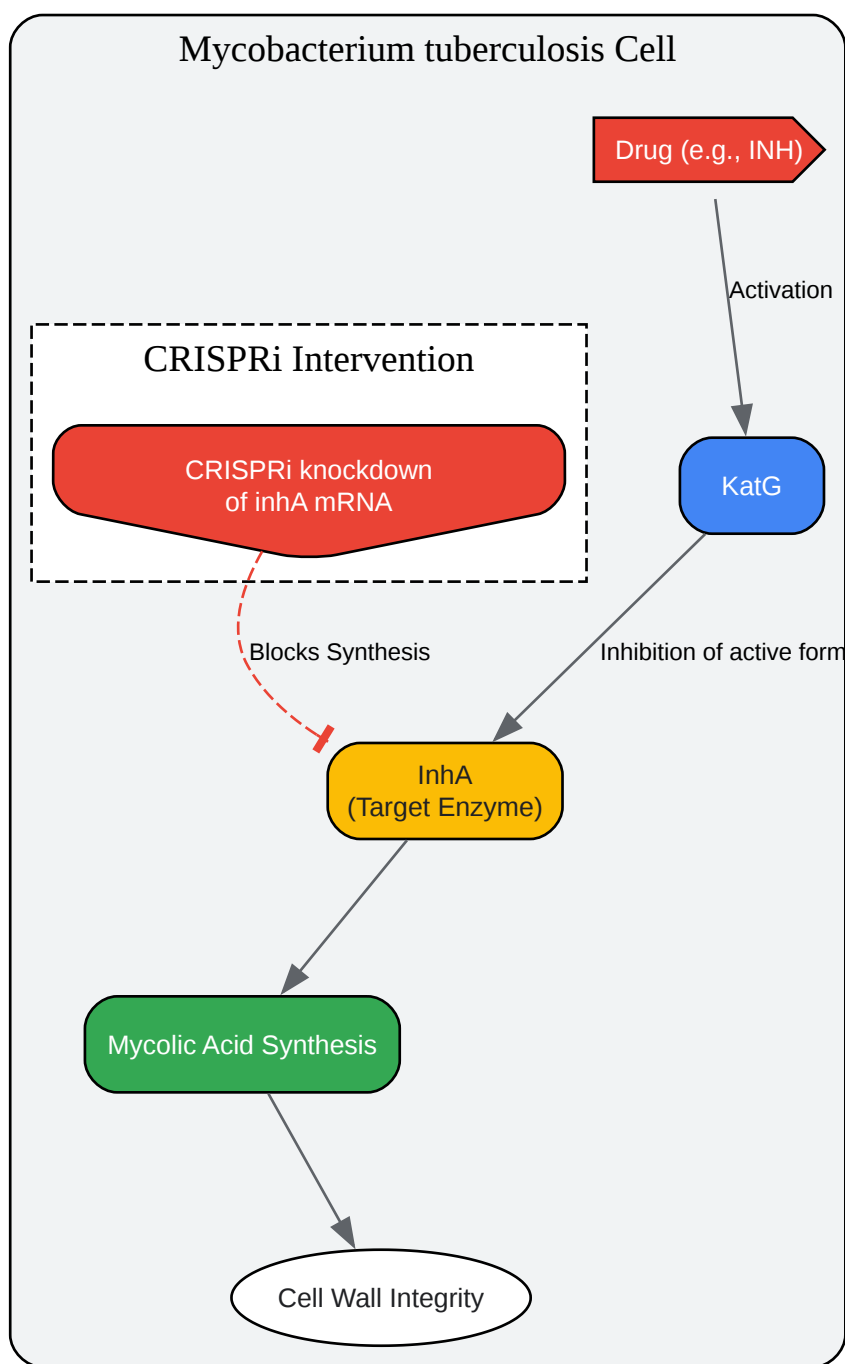 Mycobacterium tuberculosis Cell
Drug (e.g., INH)
Activation
CRISPRi Intervention
CRISPRi knockdown
of inhA mRNA
KatG
Blocks Synthesis
Inhibition of active form
InhA
(Target Enzyme)
Mycolic Acid Synthesis
Cell Wall Integrity